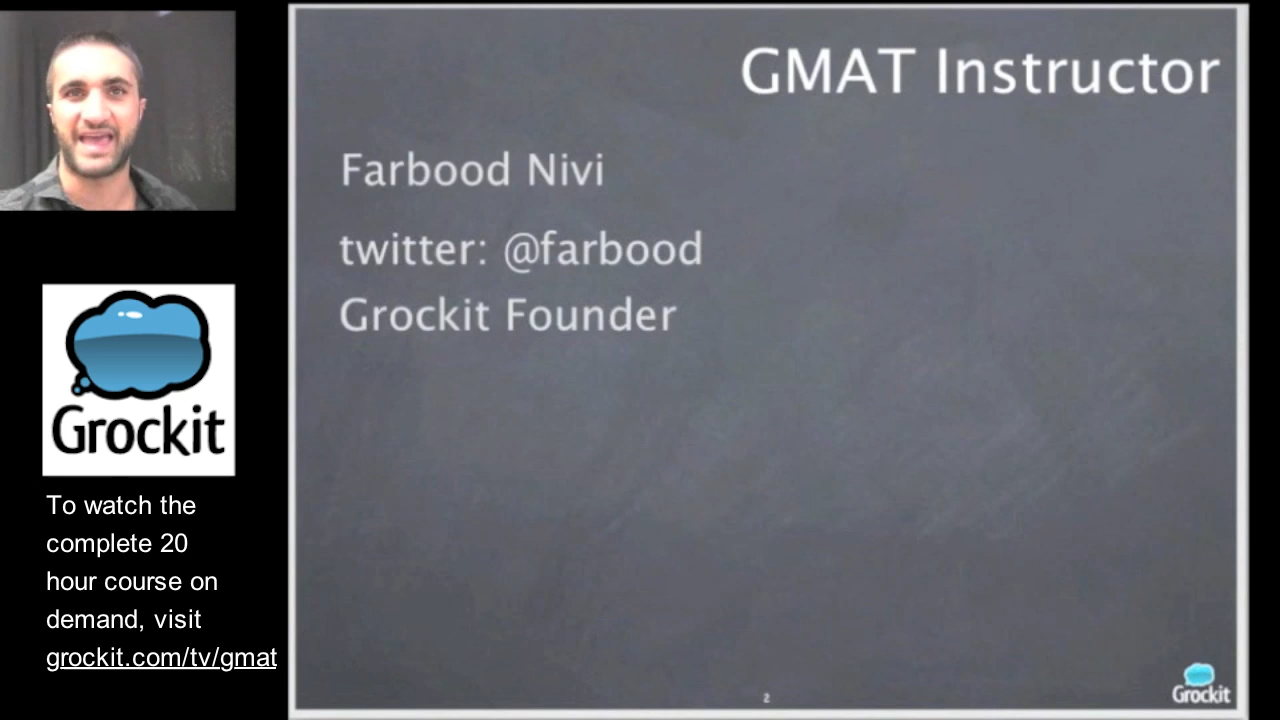 GMAT Instructor
Farbood Nivi
twitter: @farbood
Grockit Founder
Grockit
To watch the
complete 20
hour course on
demand, visit
grockit.com/tv/gmat
2
Grockit